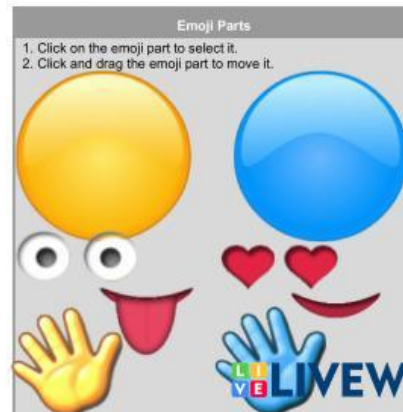 Emoji Parts
1. Click on the emoji part to select it.
2. Click and drag the emoji part to move it.
LIVE LIVEW